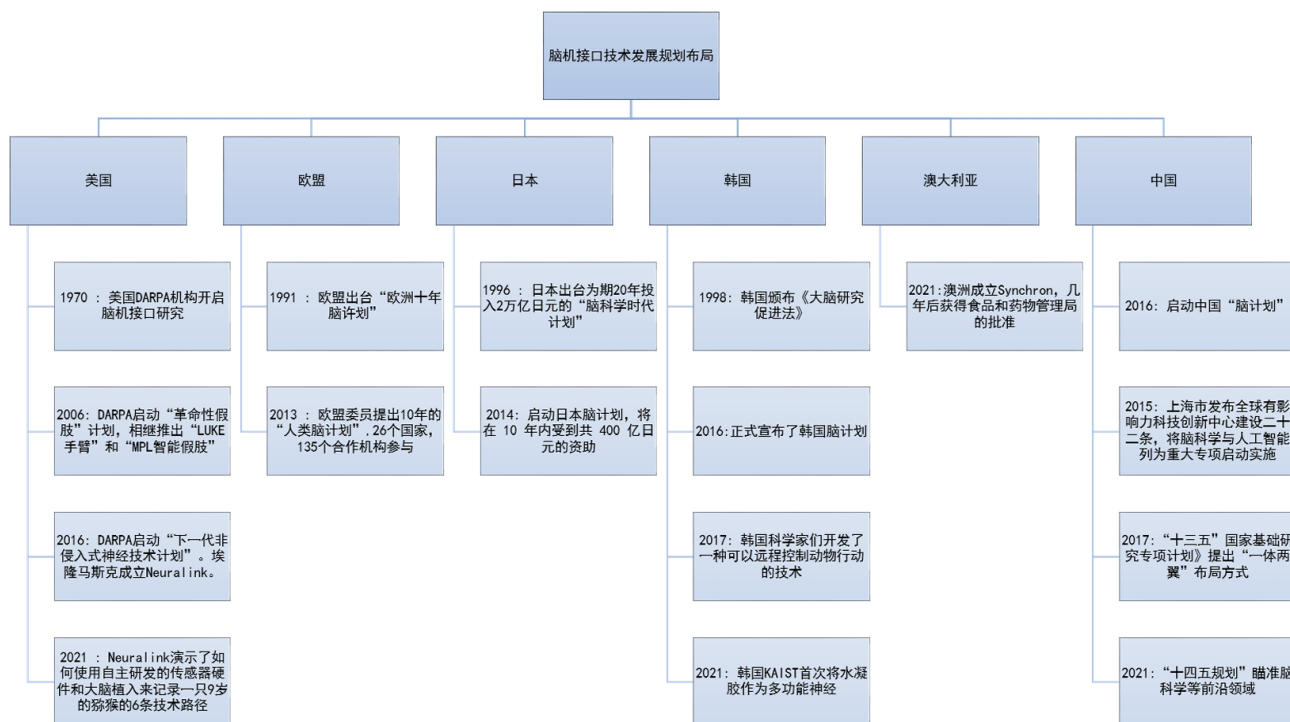 脑机接口技术发展规划布局
美国
欧盟
日本
韩国
澳大利亚
中国
1970 : 美国DARPA机构开启
脑机接口研究
2006: DARPA启动“革命性假
肢”计划，相继推出“LUKE
手臂”和“MPL智能假肢”
2016: DARPA启动“下一代非
侵入式神经技术计划”。埃
隆马斯克成立Neuralink。
2021 : Neuralink演示了如
何使用自主研发的传感器硬
件和大脑植入来记录一只9岁
的猕猴的6条技术路径
1991 : 欧盟出台“欧洲十年
脑许划”
2013 : 欧盟委员提出10年的
“人类脑计划”.26个国家，
135个合作机构参与
1996 : 日本出台为期20年投
入2万亿日元的“脑科学时代
计划”
2014: 启动日本脑计划，将
在 10 年内受到共 400 亿日
元的资助
1998: 韩国颁布《大脑研究
促进法》
2016:正式宣布了韩国脑计划
2017: 韩国科学家们开发了
一种可以远程控制动物行动
的技术
2021: 韩国KAIST首次将水凝
胶作为多功能神经
2021:澳洲成立Synchron，几
年后获得食品和药物管理局
的批准
2016: 启动中国“脑计划”
2015: 上海市发布全球有影
响力科技创新中心建设二十
二条，将脑科学与人工智能
列为重大专项启动实施
2017:“十三五”国家基础研
究专项计划》提出“一体两
翼”布局方式
2021:“十四五规划”瞄准脑
科学等前沿领域